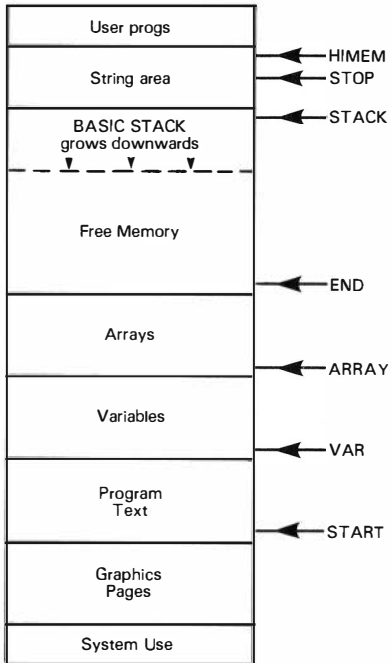 User progs
HIMEM
String area
STOP
STACK
BASIC STACK
grows downwards
Free Memory
END
Arrays
ARRAY
Variables
VAR
Program
Text
START
Graphics
Pages
System Use